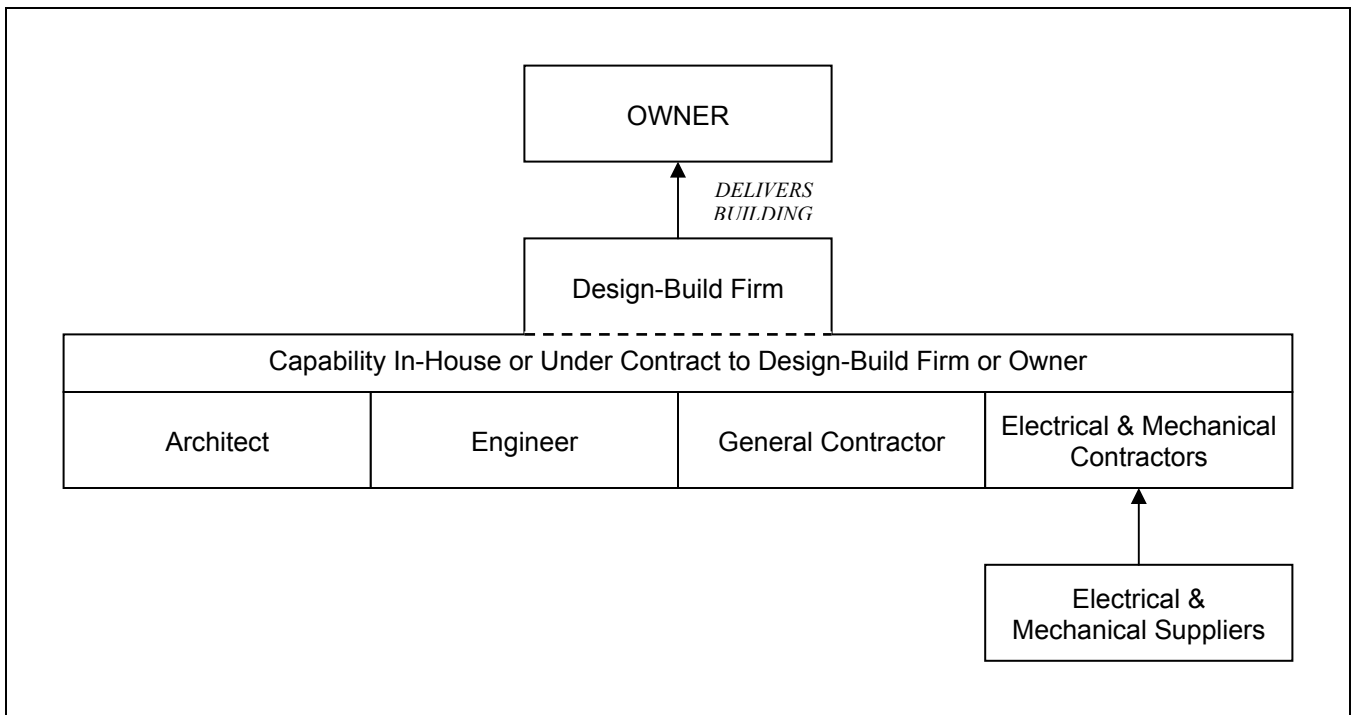 OWNER
DELIVERS
BUILDING
Design-Build Firm
Capability In-House or Under Contract to Design-Build Firm or Owner
Architect
Engineer
General Contractor
Electrical & Mechanical
Contractors
Electrical &
Mechanical Suppliers